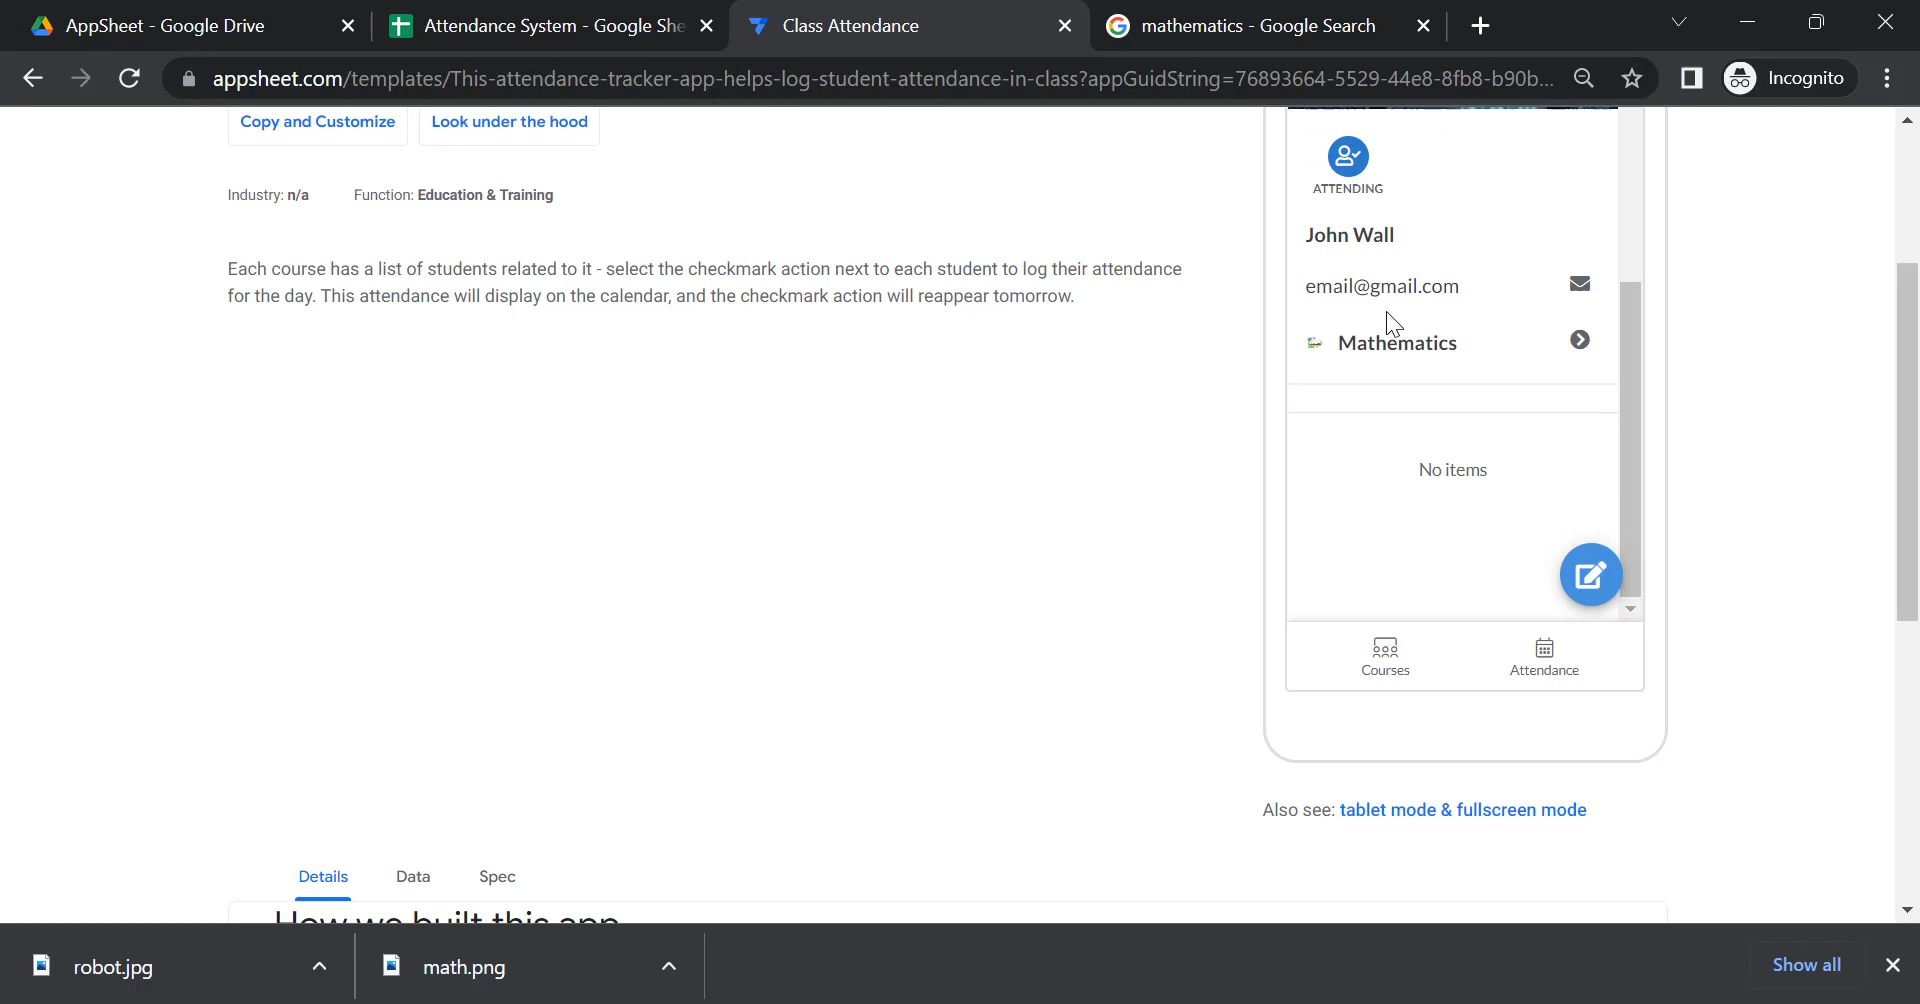 AppSheet - Google Drive
Attendance System - Google She
Class Attendance
mathematics - Google Search
appsheet.com/templates/This-attendance-tracker-app-helps-log-student-attendance-in-class?appGuidString=76893664-5529-44e8-8fb8-b90b...
Incognito
Copy and Customize
Look under the hood
Industry: n/a
Function: Education & Training
Each course has a list of students related to it - select the checkmark action next to each student to log their attendance
for the day. This attendance will display on the calendar, and the checkmark action will reappear tomorrow.
ATTENDING
John Wall
email@gmail.com
Mathematics
No items
Courses
Attendance
Also see: tablet mode & fullscreen mode
Details
Data
Spec
How we built this app
robot.jpg
math.png
Show all